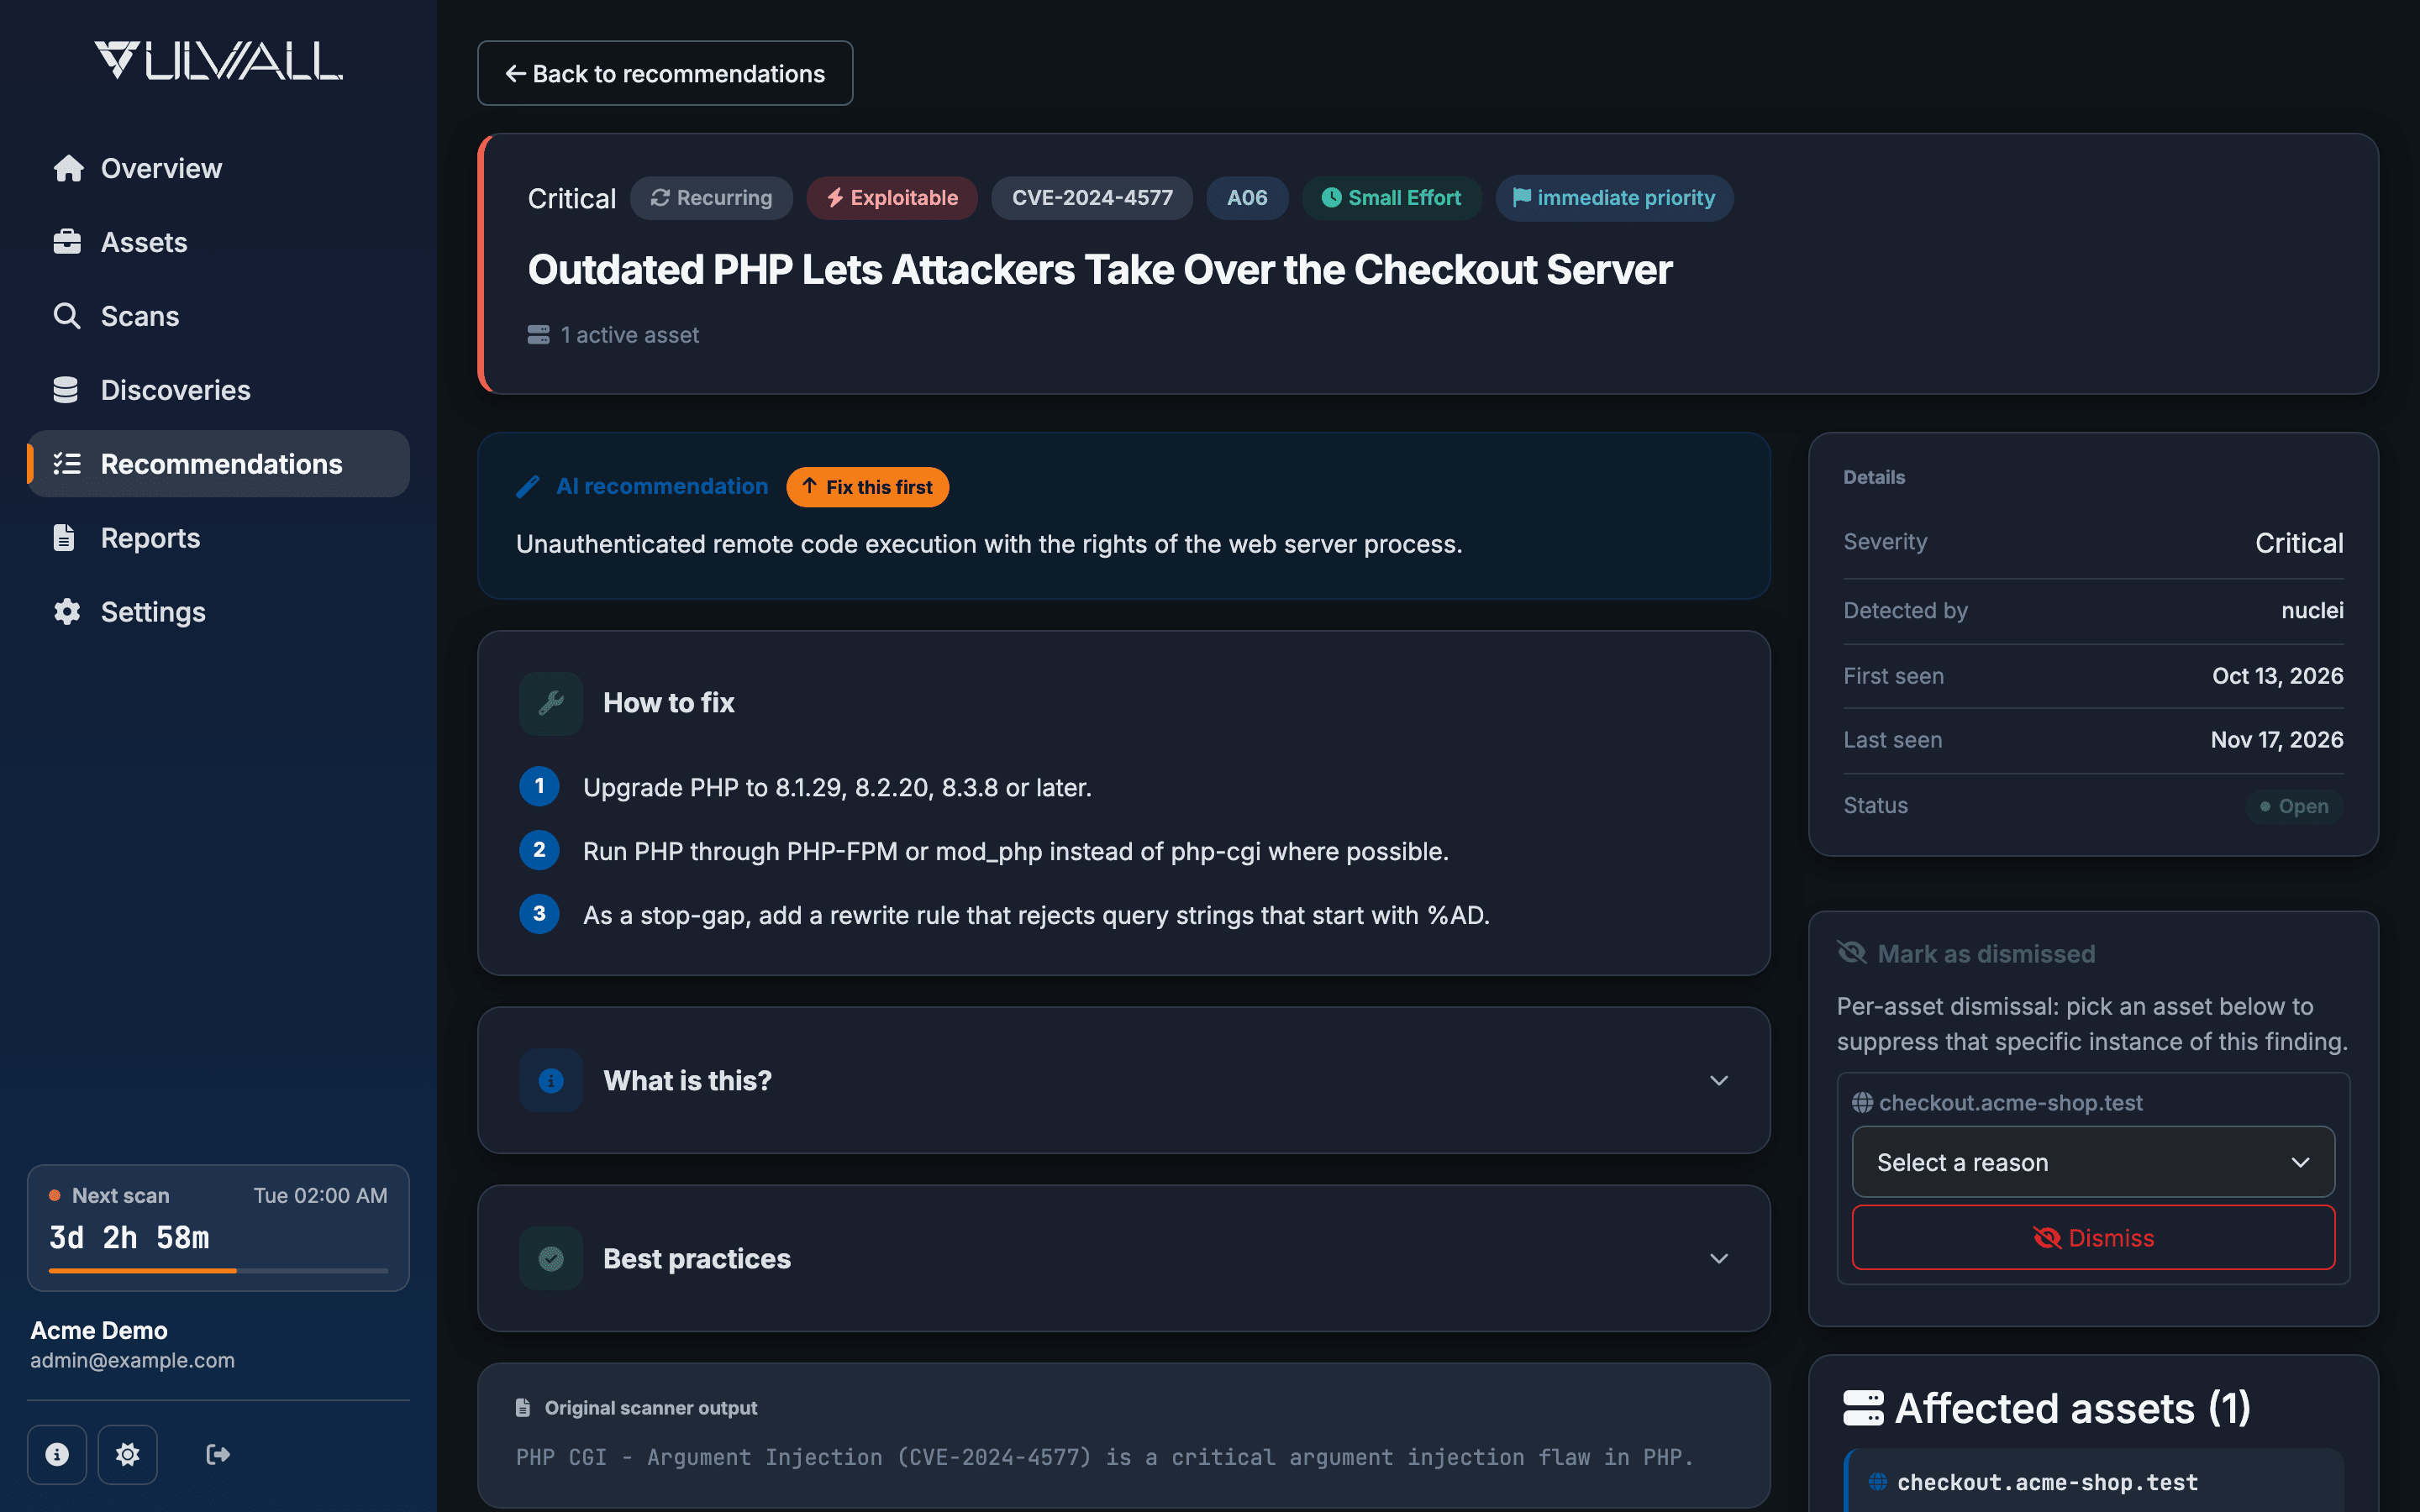 VULWALL
Overview
Assets
Scans
Discoveries
Recommendations
Reports
Settings
Next scan Tue 02:00 AM
3d 2h 58m
Acme Demo
admin@example.com
Back to recommendations
Critical Recurring Exploitable CVE-2024-4577 A06 Small Effort immediate priority
Outdated PHP Lets Attackers Take Over the Checkout Server
1 active asset
AI recommendation Fix this first
Unauthenticated remote code execution with the rights of the web server process.
How to fix
1 Upgrade PHP to 8.1.29, 8.2.20, 8.3.8 or later.
2 Run PHP through PHP-FPM or mod_php instead of php-cgi where possible.
3 As a stop-gap, add a rewrite rule that rejects query strings that start with %AD.
What is this?
Best practices
Original scanner output
PHP CGI - Argument Injection (CVE-2024-4577) is a critical argument injection flaw in PHP.
Details
Severity Critical
Detected by nuclei
First seen Oct 13, 2026
Last seen Nov 17, 2026
Status Open
Mark as dismissed
Per-asset dismissal: pick an asset below to
suppress that specific instance of this finding.
checkout.acme-shop.test
Select a reason
Dismiss
Affected assets (1)
checkout.acme-shop.test